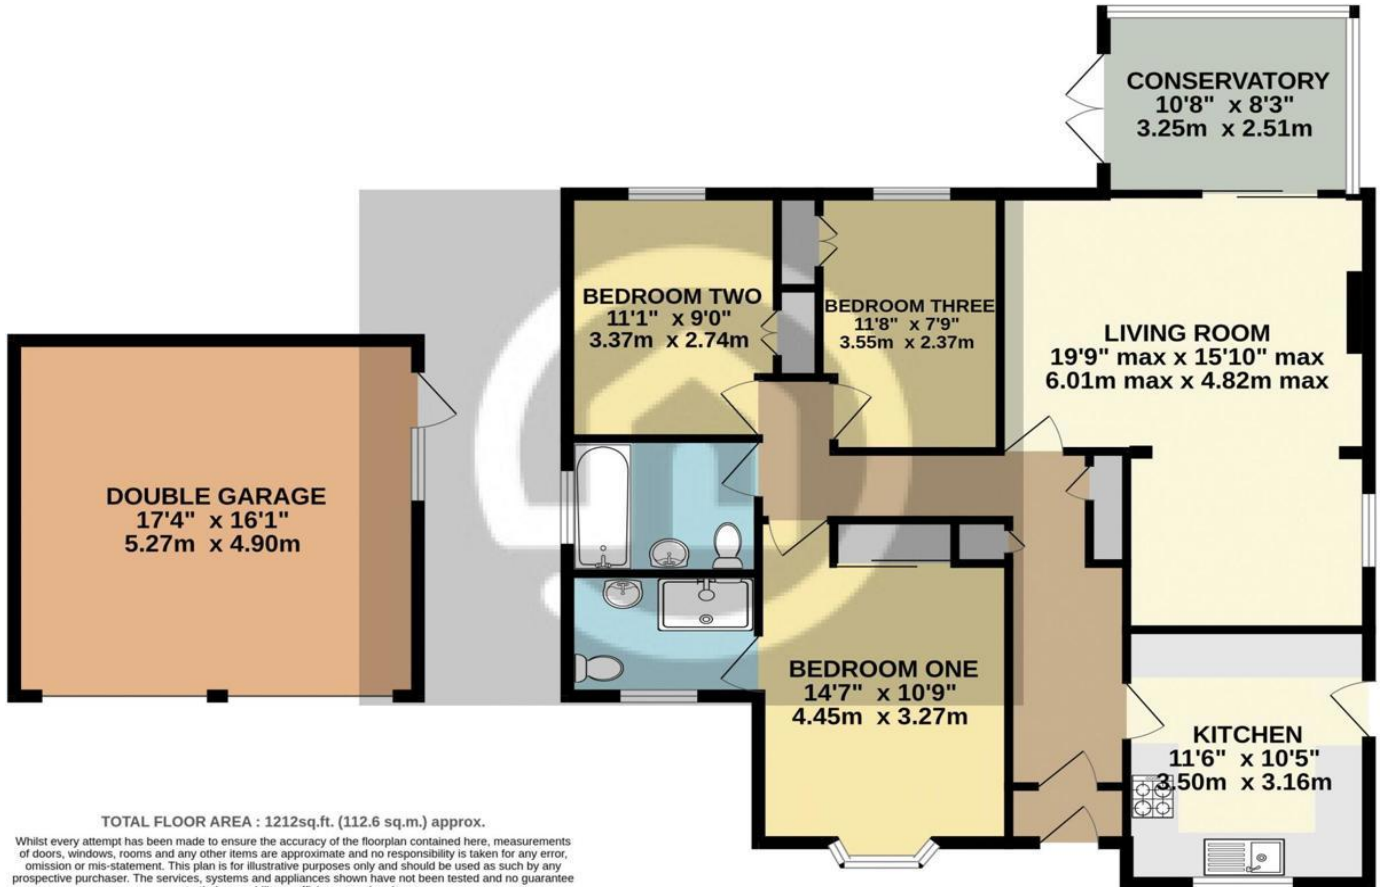 CONSERVATORY
10'8" x 8'3"
3.25m x 2.51m
BEDROOM TWO
11'1" x 9'0"
3.37m x 2.74m
BEDROOM THREE
11'8" x 7'9"
3.55m x 2.37m
LIVING ROOM
19'9" max x 15'10" max
6.01m max x 4.82m max
DOUBLE GARAGE
17'4" x 16'1"
5.27m x 4.90m
BEDROOM ONE
14'7" x 10'9"
4.45m x 3.27m
KITCHEN
11'6" x 10'5"
3.50m x 3.16m
TOTAL FLOOR AREA : 1212sq.ft. (112.6 sq.m.) approx.
Whilst every attempt has been made to ensure the accuracy of the floorplan contained here, measurements
of doors, windows, rooms and any other items are approximate and no responsibility is taken for any error,
omission or mis-statement. This plan is for illustrative purposes only and should be used as such by any
prospective purchaser. The services, systems and appliances shown have not been tested and no guarantee